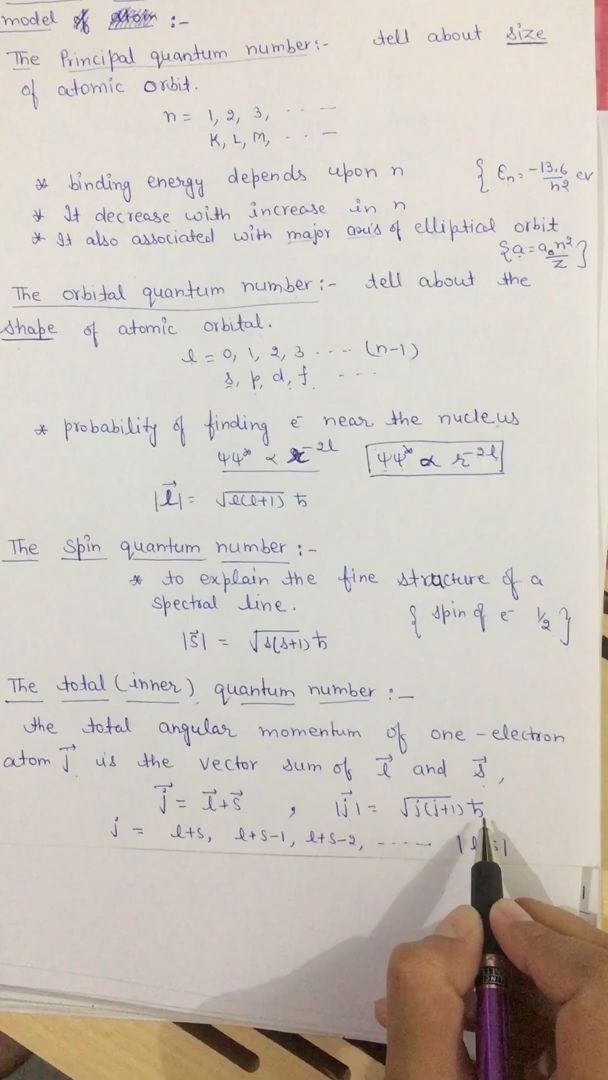 model of :-
The Principal quantum number:- tell about size
of atomic orbit.
n = 1, 2, 3, ....
K, L, M, - - -
* binding energy depends upon n { En = -13.6/n² ev
* It decrease with increase in n
* It also associated with major axis of elliptical orbit
{a = a₀n²/Z}
The orbital quantum number:- tell about the
shape of atomic orbital.
l = 0, 1, 2, 3 .... (n-1)
s, p, d, f ...
* probability of finding e⁻ near the nucleus
ψψ* ∝ r⁻²ˡ ψψ* ∝ r⁻²ˡ
|l⃗| = √l(l+1) ħ
The spin quantum number:-
* to explain the fine structure of a
spectral line. { spin of e⁻ 1/2 }
|s⃗| = √s(s+1) ħ
The total (inner) quantum number:-
the total angular momentum of one-electron
atom j⃗ is the vector sum of l⃗ and s⃗,
j⃗ = l⃗+s⃗ , |j⃗| = √j(j+1) ħ
j = l+s, l+s-1, l+s-2, ....